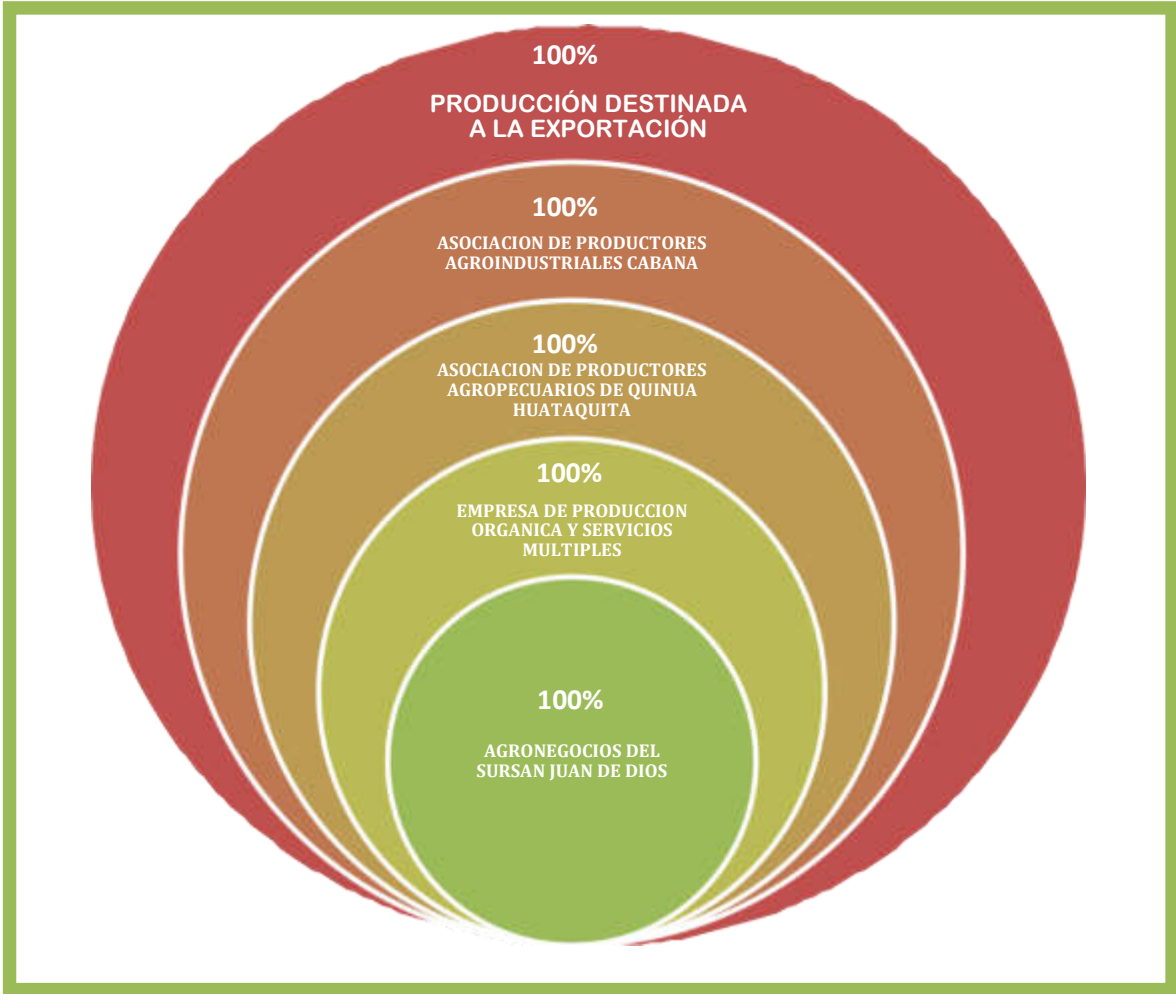 100%
PRODUCCIÓN DESTINADA
A LA EXPORTACIÓN
100%
ASOCIACION DE PRODUCTORES
AGROINDUSTRIALES CABANA
100%
ASOCIACION DE PRODUCTORES
AGROPECUARIOS DE QUINUA
HUATAQUITA
100%
EMPRESA DE PRODUCCION
ORGANICA Y SERVICIOS
MULTIPLES
100%
AGRONEGOCIOS DEL
SURSAN JUAN DE DIOS